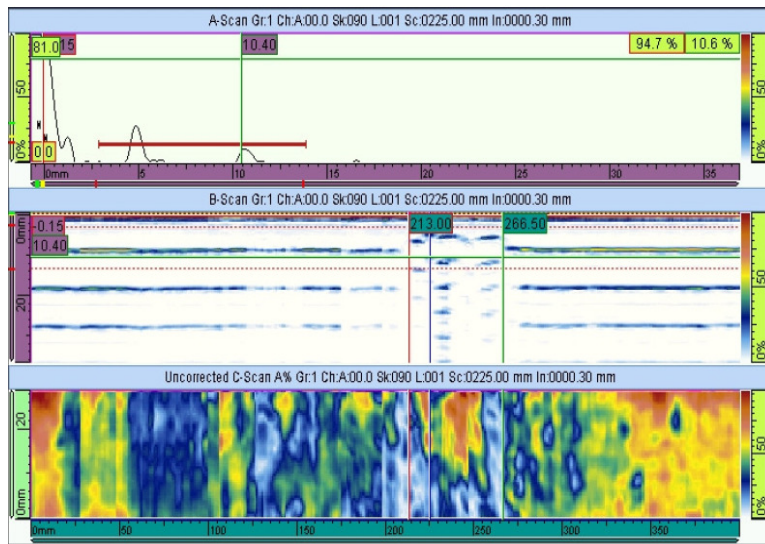 A-Scan Gr:1 Ch:A:00.0 Sk:090 L:001 Sc:0225.00 mm In:0000.30 mm
81.0 15 10.40 94.7 % 10.6 %
50
0%
00
0mm 5 10 15 20 25 30 35
B-Scan Gr:1 Ch:A:00.0 Sk:090 L:001 Sc:0225.00 mm In:0000.30 mm
0mm -0.15 213.00 266.50
10.40
50
20
0%
Uncorrected C-Scan A% Gr:1 Ch:A:00.0 Sk:090 L:001 Sc:0225.00 mm In:0000.30 mm
20
50
0mm 0%
0mm 50 100 150 200 250 300 350